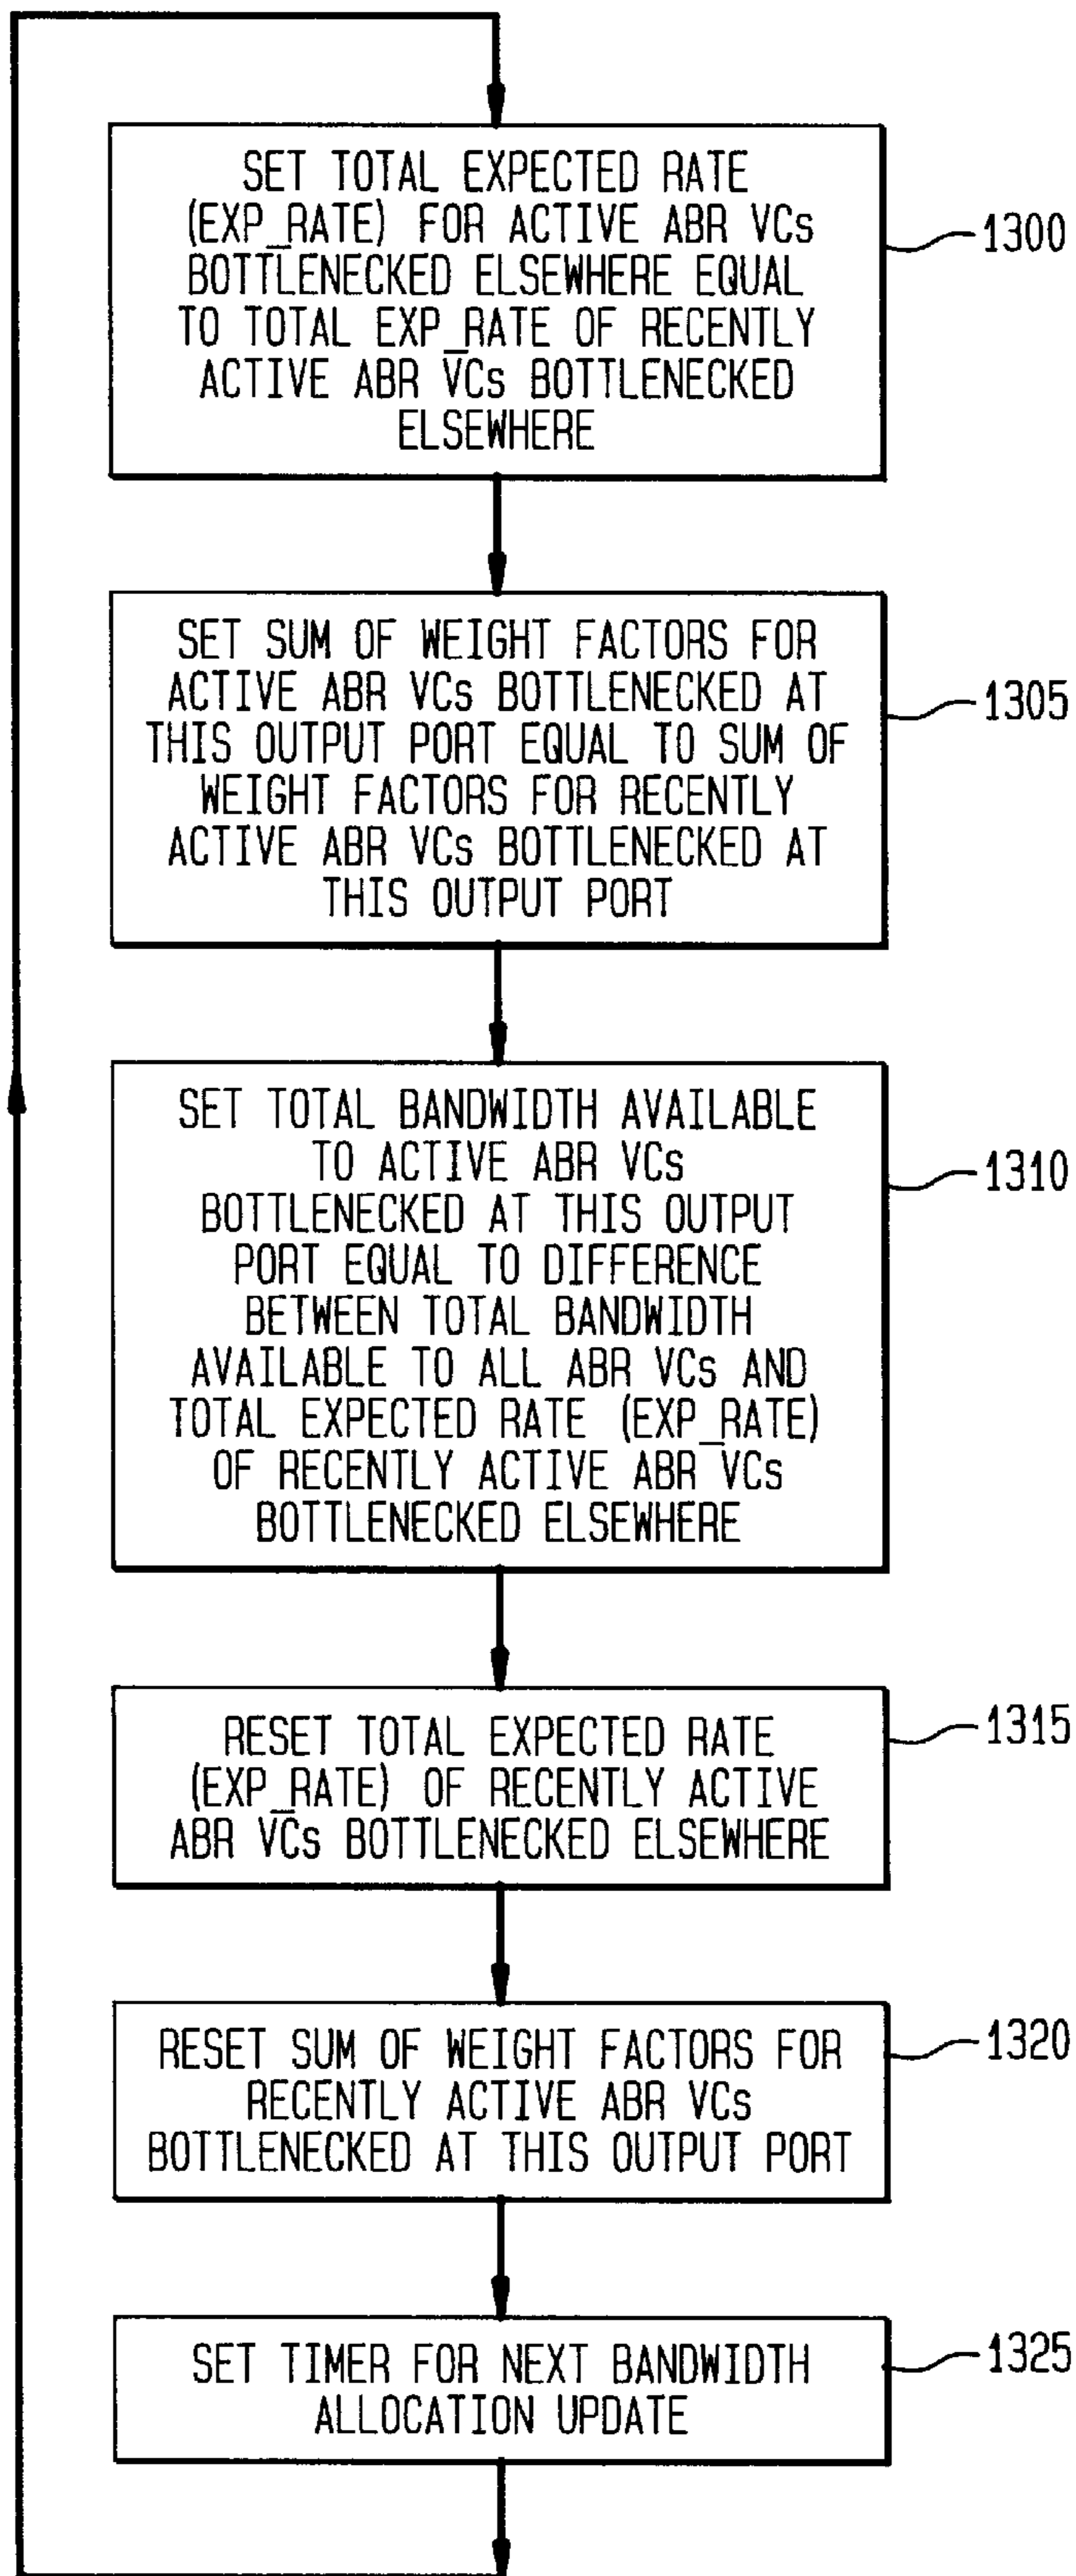 SET TOTAL EXPECTED RATE
(EXP_RATE) FOR ACTIVE ABR VCs
BOTTLENECKED ELSEWHERE EQUAL
TO TOTAL EXP_RATE OF RECENTLY
ACTIVE ABR VCs BOTTLENECKED
ELSEWHERE
1300
SET SUM OF WEIGHT FACTORS FOR
ACTIVE ABR VCs BOTTLENECKED AT
THIS OUTPUT PORT EQUAL TO SUM OF
WEIGHT FACTORS FOR RECENTLY
ACTIVE ABR VCs BOTTLENECKED AT
THIS OUTPUT PORT
1305
SET TOTAL BANDWIDTH AVAILABLE
TO ACTIVE ABR VCs
BOTTLENECKED AT THIS OUTPUT
PORT EQUAL TO DIFFERENCE
BETWEEN TOTAL BANDWIDTH
AVAILABLE TO ALL ABR VCs AND
TOTAL EXPECTED RATE (EXP_RATE)
OF RECENTLY ACTIVE ABR VCs
BOTTLENECKED ELSEWHERE
1310
RESET TOTAL EXPECTED RATE
(EXP_RATE) OF RECENTLY ACTIVE
ABR VCs BOTTLENECKED ELSEWHERE
1315
RESET SUM OF WEIGHT FACTORS FOR
RECENTLY ACTIVE ABR VCs
BOTTLENECKED AT THIS OUTPUT PORT
1320
SET TIMER FOR NEXT BANDWIDTH
ALLOCATION UPDATE
1325